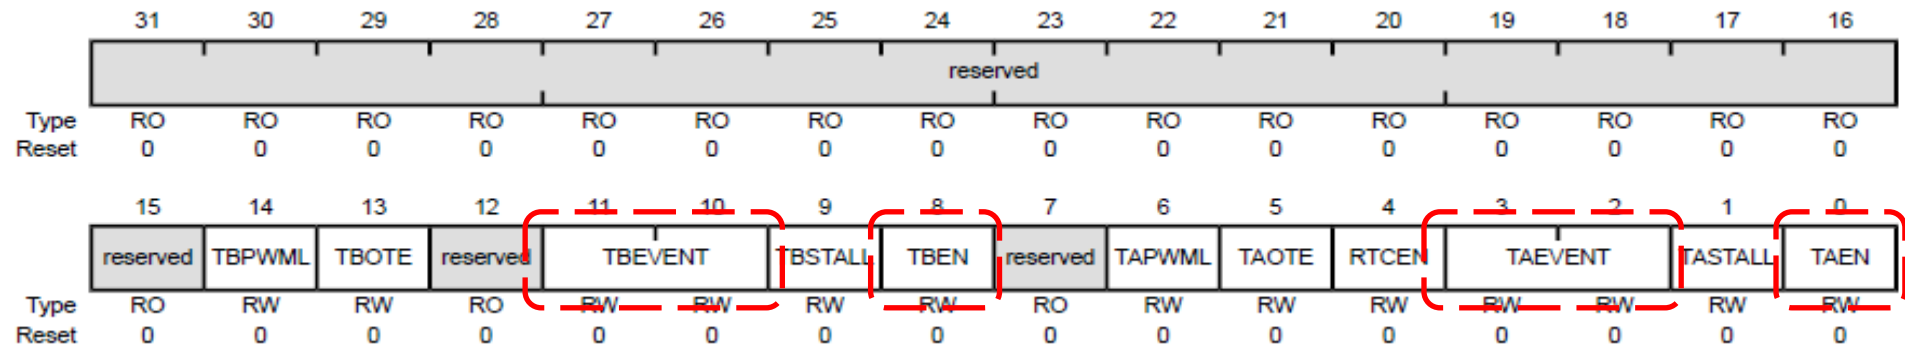 31 30 29 28 27 26 25 24 23 22 21 20 19 18 17 16
reserved
Type RO RO RO RO RO RO RO RO RO RO RO RO RO RO RO RO
Reset 0 0 0 0 0 0 0 0 0 0 0 0 0 0 0 0
15 14 13 12 11 10 9 8 7 6 5 4 3 2 1 0
reserved TBPWML TBOTE reserved TBEVENT TBSTALL TBEN reserved TAPWML TAOTE RTCEN TAEVENT TASTALL TAEN
Type RO RW RW RO RW RW RW RW RO RW RW RW RW RW RW RW
Reset 0 0 0 0 0 0 0 0 0 0 0 0 0 0 0 0